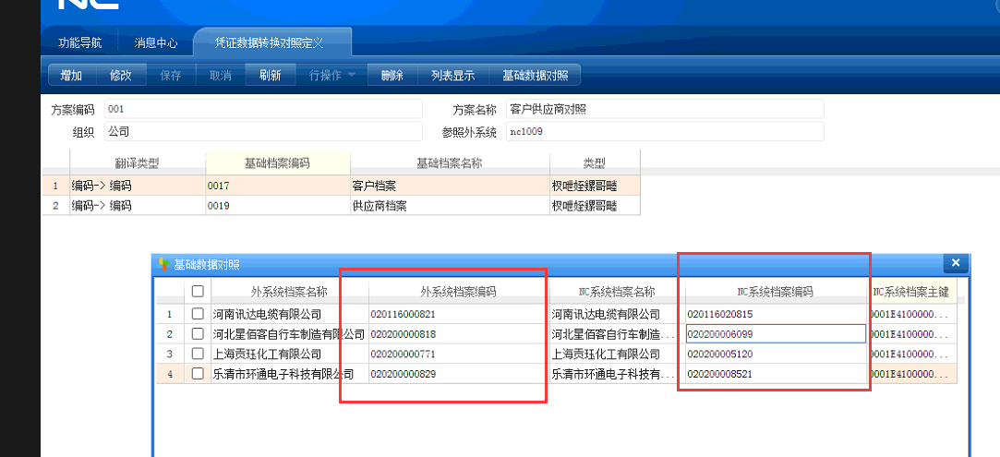 NC
功能导航 消息中心 凭证数据转换对照定义
增加 修改 保存 取消 刷新 行操作 删除 列表显示 基础数据对照
方案编码 001 方案名称 客户供应商对照
组织 公司 参照外系统 nc1009
翻译类型 基础档案编码 基础档案名称 类型
1 编码-> 编码 0017 客户档案 杈呭姪鏍哥畻
2 编码-> 编码 0019 供应商档案 杈呭姪鏍哥畻
基础数据对照
外系统档案名称 外系统档案编码 NC系统档案名称 NC系统档案编码 NC系统档案主键
1 河南讯达电缆有限公司 020116000821 河南讯达电缆有限公司 020116020815 0001E4100000...
2 河北星佰客自行车制造有限公司 020200000818 河北星佰客自行车制造... 020200006099 0001E4100000...
3 上海贡珏化工有限公司 020200000771 上海贡珏化工有限公司 020200005120 0001E4100000...
4 乐清市环通电子科技有限公司 020200000829 乐清市环通电子科技有... 020200008521 0001E4100000...